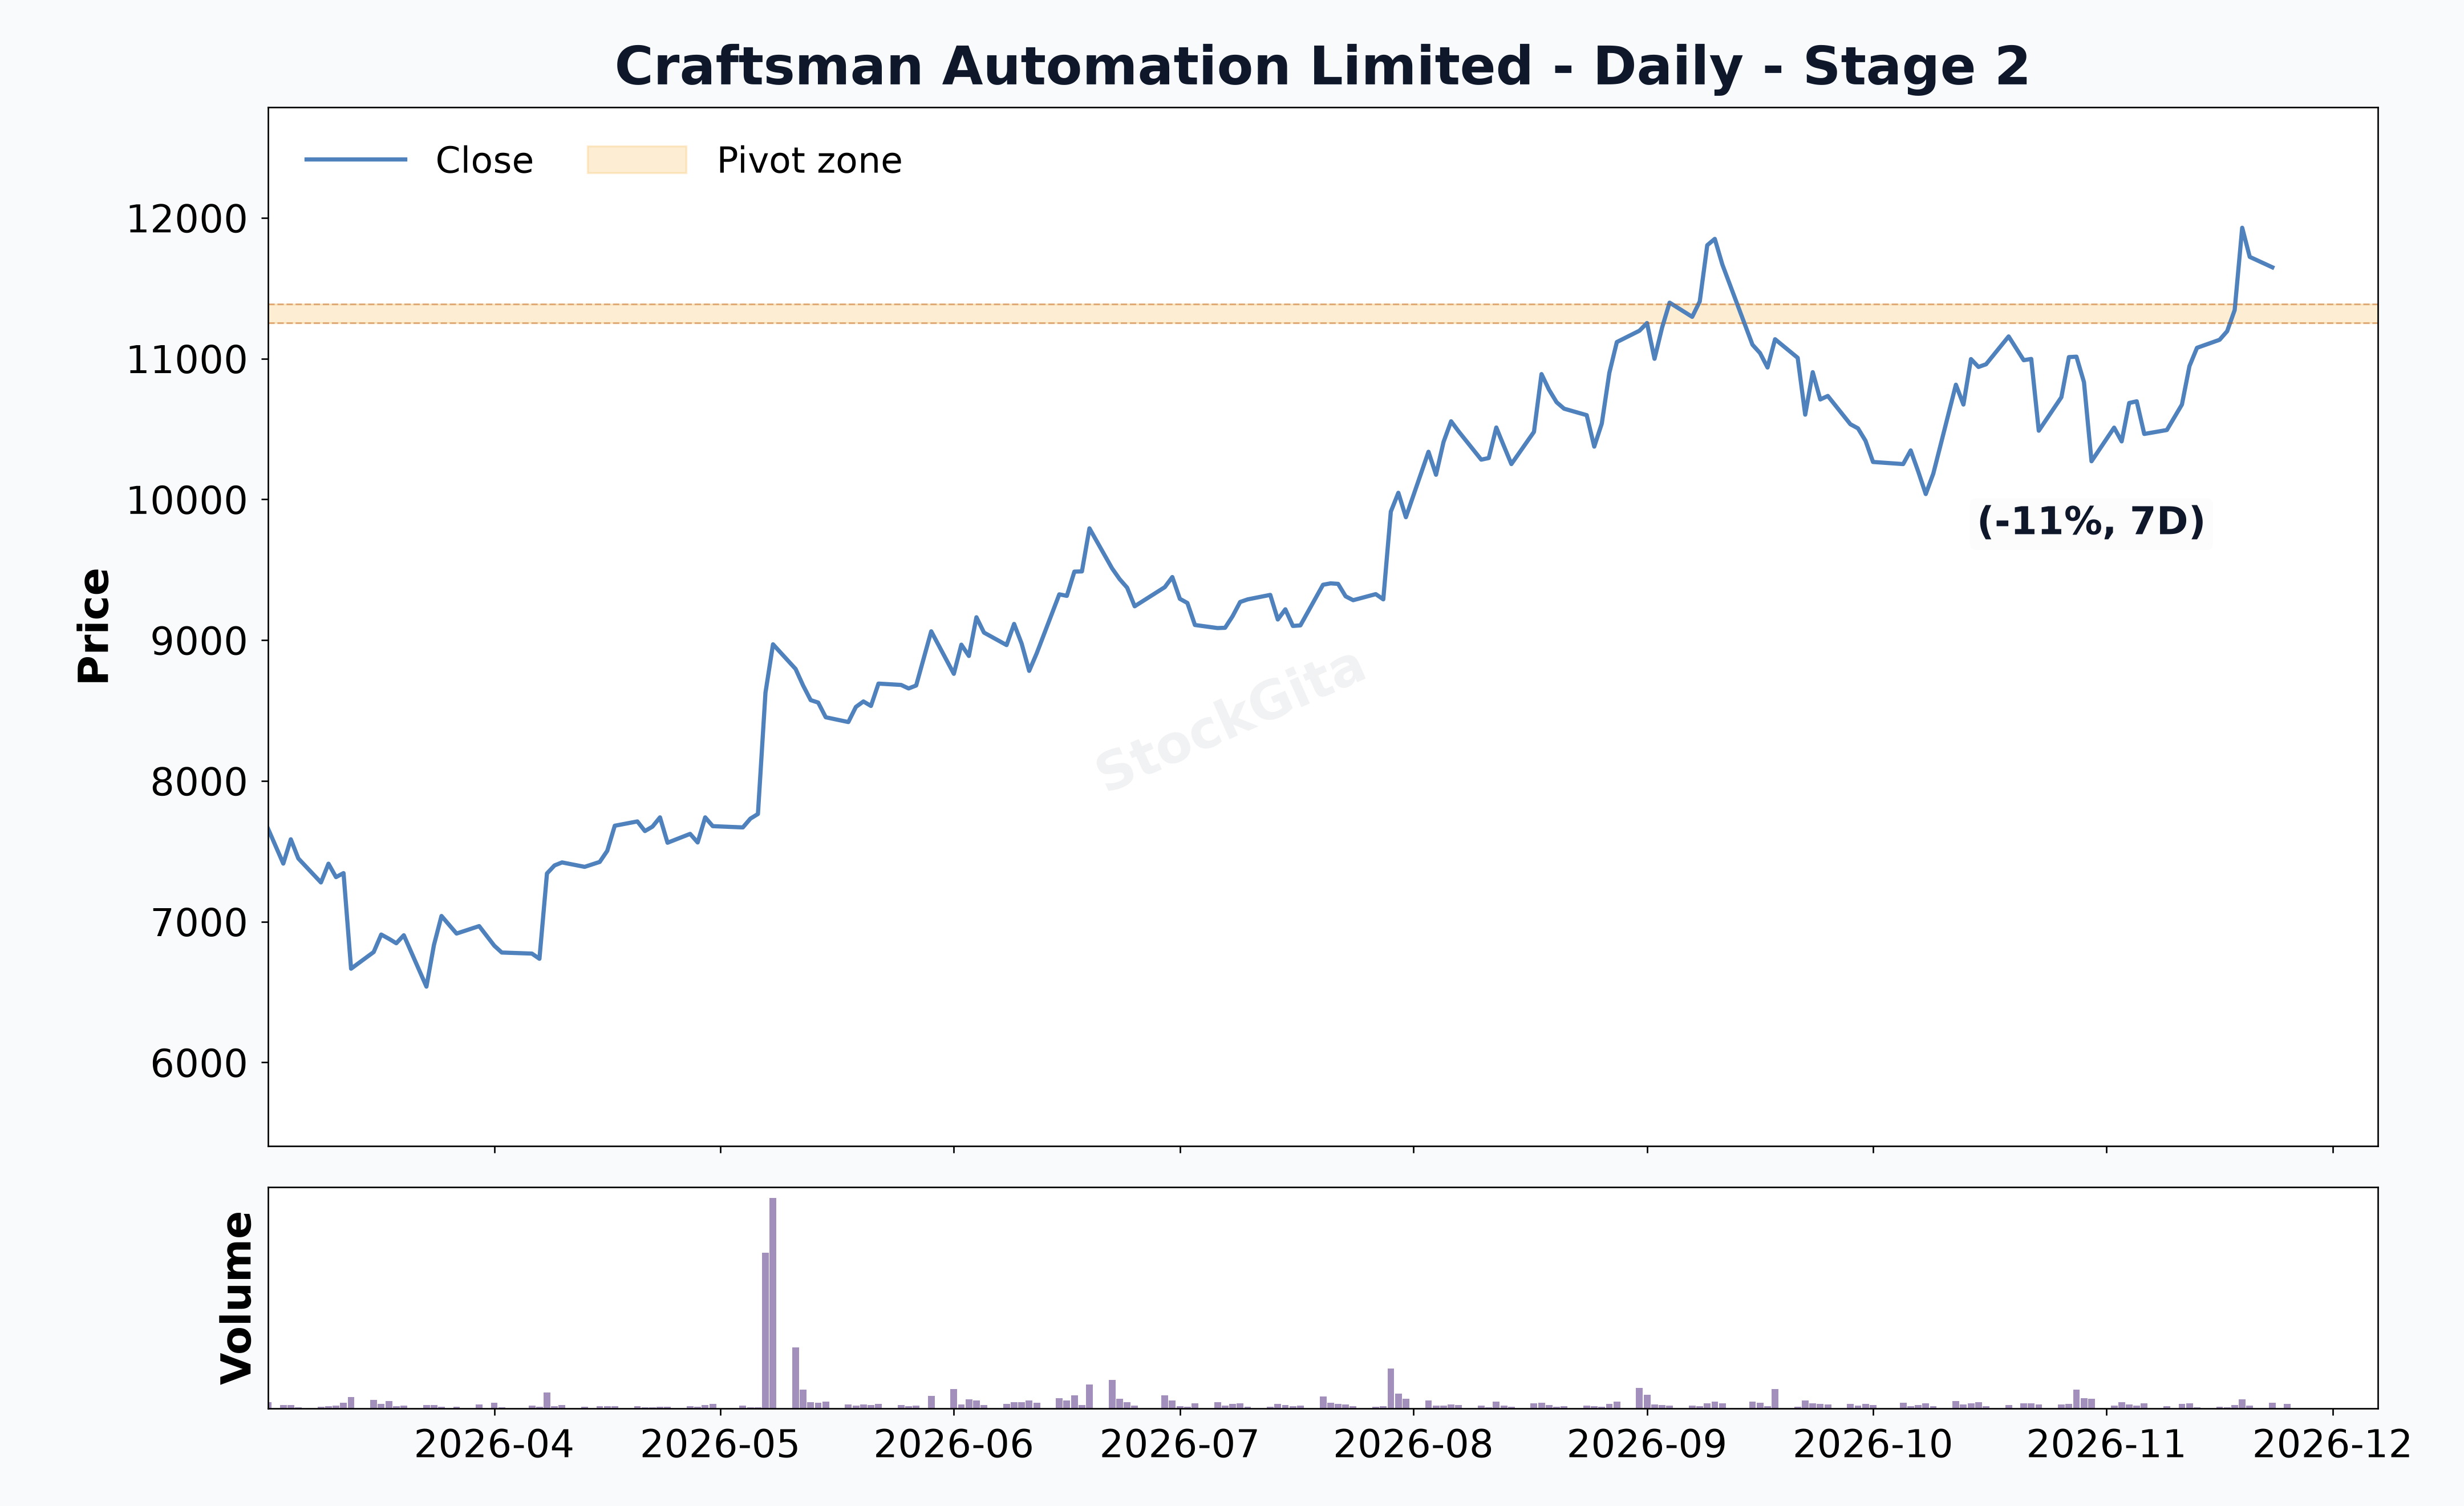 Craftsman Automation Limited - Daily - Stage 2
Close
Pivot zone
12000
11000
10000
9000
8000
7000
6000
Price
(-11%, 7D)
StockGita
Volume
2026-04
2026-05
2026-06
2026-07
2026-08
2026-09
2026-10
2026-11
2026-12